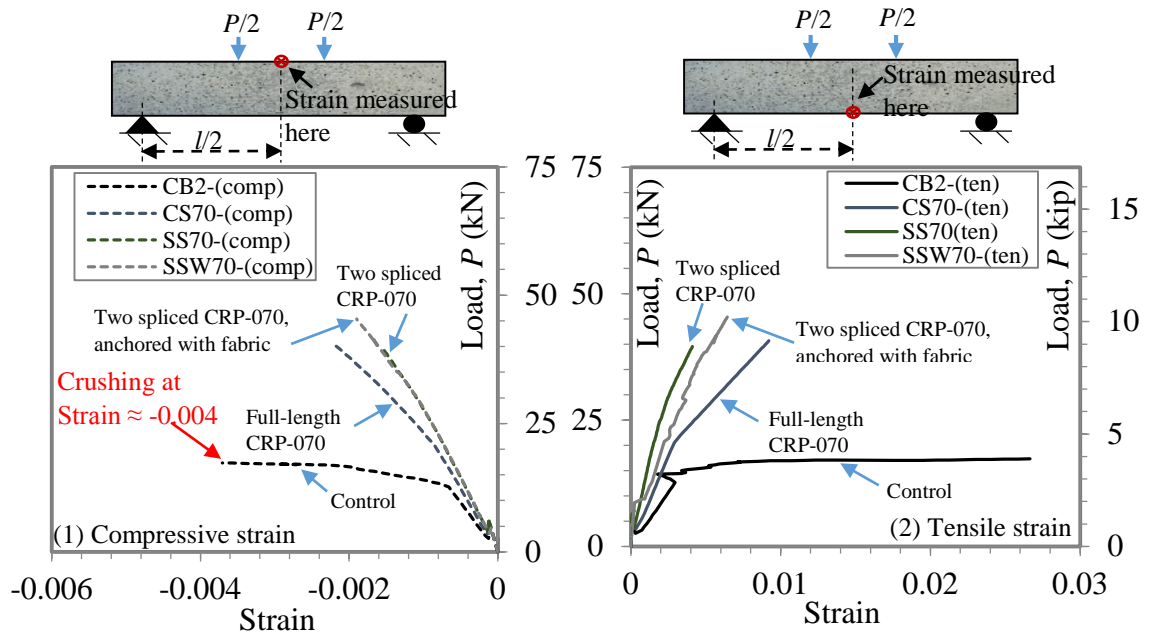 P/2
P/2
Strain measured
here
l/2
P/2
P/2
Strain measured
here
l/2
CB2-(comp)
CS70-(comp)
SS70-(comp)
SSW70-(comp)
Two spliced
CRP-070
Two spliced CRP-070,
anchored with fabric
Crushing at
Strain ≈ -0.004
Full-length
CRP-070
Control
(1) Compressive strain
75
50
25
0
Load, P (kN)
-0.006
-0.004
-0.002
0
Strain
75
50
25
0
Load, P (kN)
CB2-(ten)
CS70-(ten)
SS70(ten)
SSW70-(ten)
Two spliced
CRP-070
Two spliced CRP-070,
anchored with fabric
Full-length
CRP-070
Control
(2) Tensile strain
Load, P (kip)
15
10
5
0
0
0.01
0.02
0.03
Strain